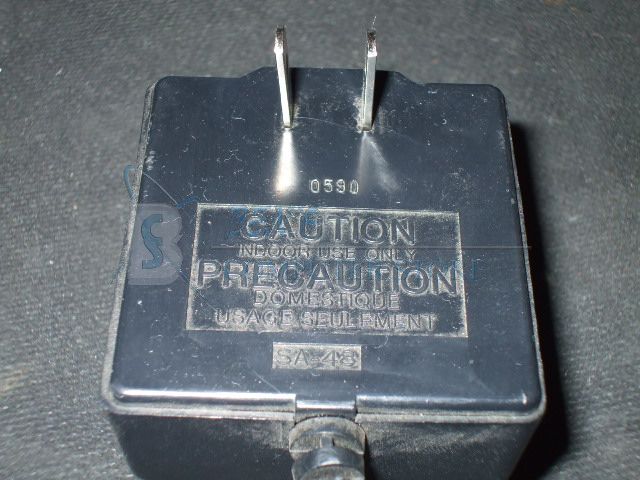 0590
CAUTION
INDOOR USE ONLY
PRECAUTION
DOMESTIQUE
USAGE SEULEMENT
SA-48